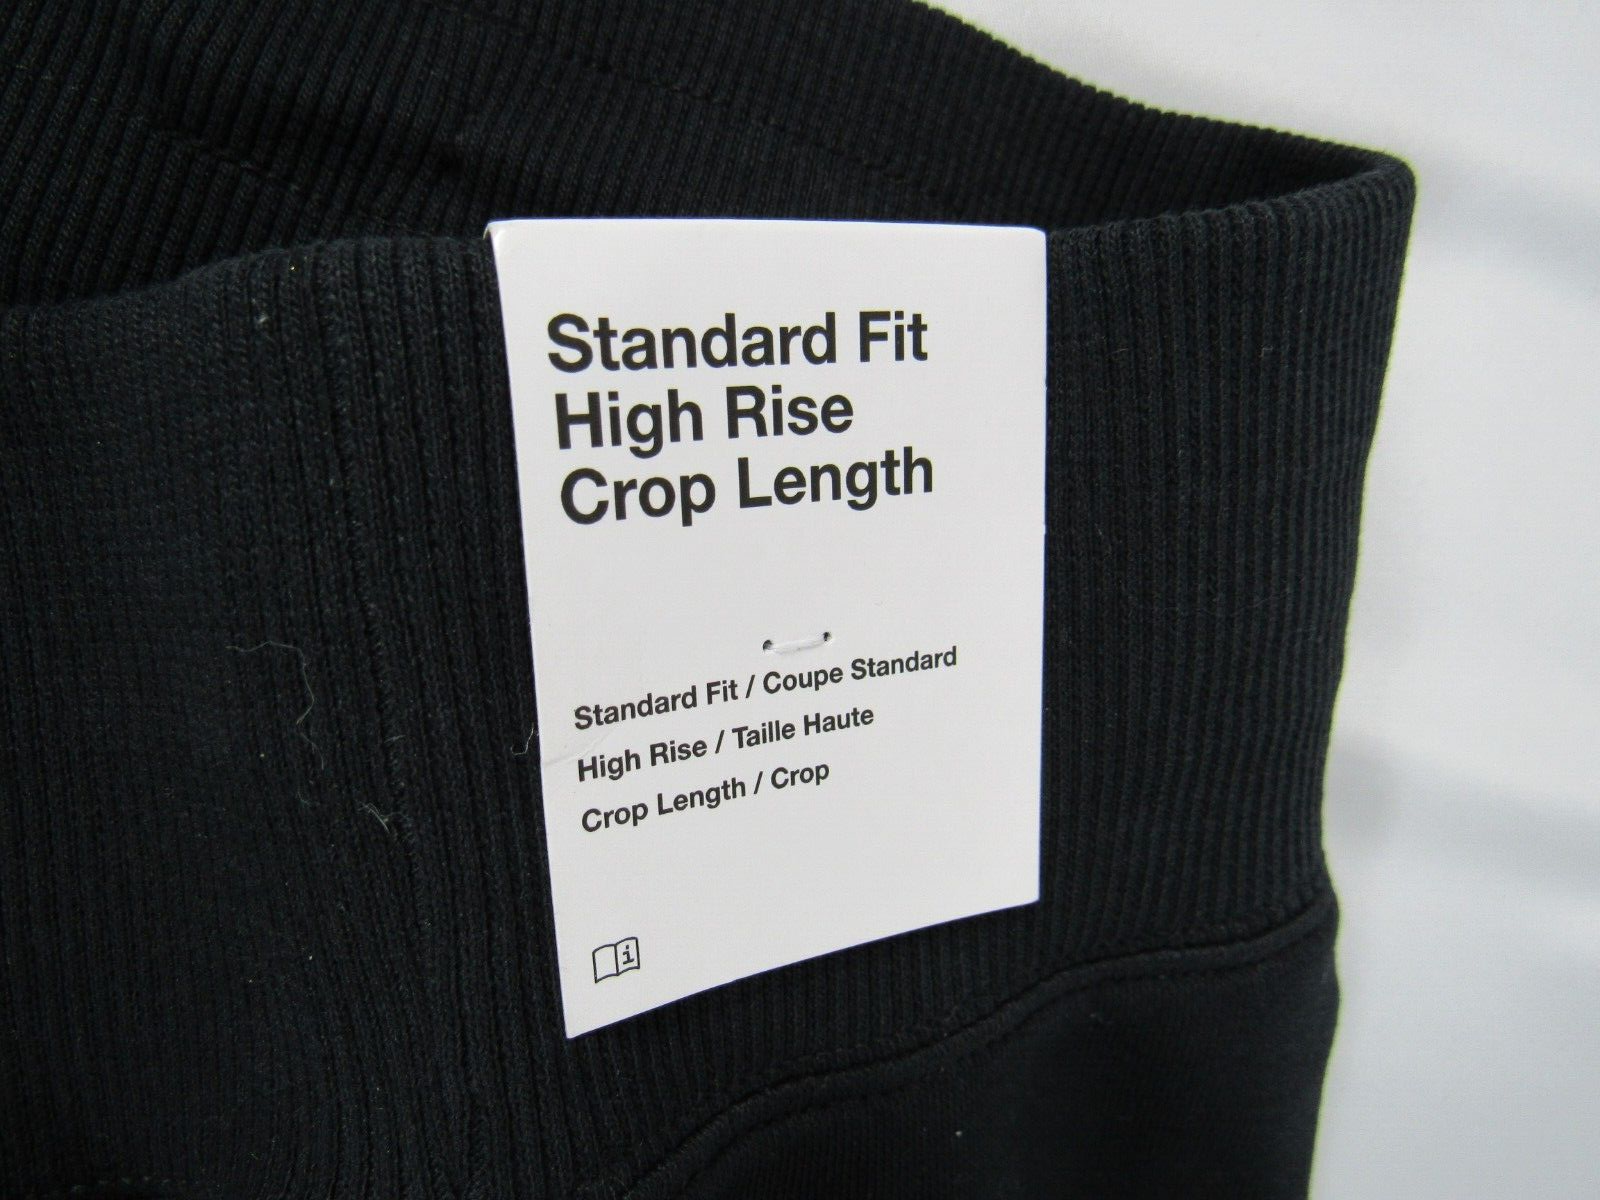 Standard Fit
High Rise
Crop Length
Standard Fit / Coupe Standard
High Rise / Taille Haute
Crop Length / Crop
i